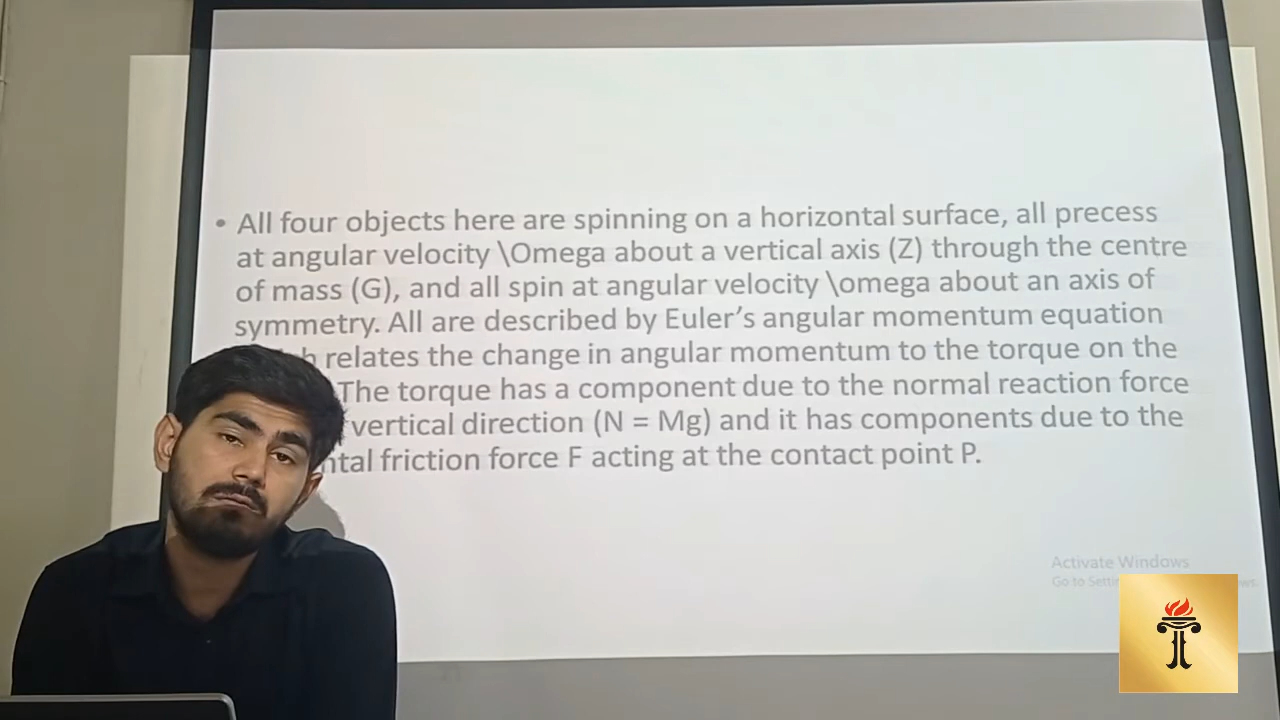 • All four objects here are spinning on a horizontal surface, all precess
at angular velocity \Omega about a vertical axis (Z) through the centre
of mass (G), and all spin at angular velocity \omega about an axis of
symmetry. All are described by Euler's angular momentum equation
relates the change in angular momentum to the torque on the
The torque has a component due to the normal reaction force
vertical direction (N = Mg) and it has components due to the
friction force F acting at the contact point P.
Activate Windows
Go to